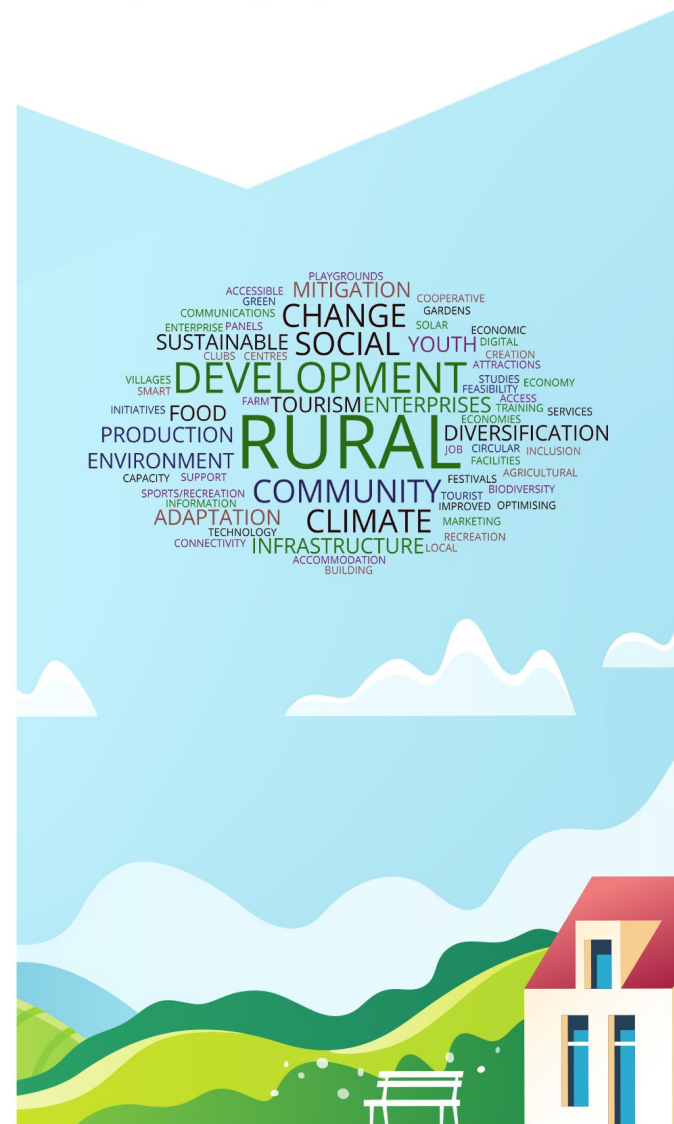 PLAYGROUNDS
ACCESSIBLE MITIGATION COOPERATIVE
GREEN
COMMUNICATIONS CHANGE GARDENS
ENTERPRISE PANELS SOLAR ECONOMIC
SUSTAINABLE SOCIAL YOUTH DIGITAL
CLUBS CENTRES CREATION
ATTRACTIONS
VILLAGES DEVELOPMENT STUDIES ECONOMY
SMART FEASIBILITY
FARM TOURISM ENTERPRISES ACCESS
INITIATIVES FOOD TRAINING SERVICES
ECONOMIES
PRODUCTION RURAL DIVERSIFICATION
JOB CIRCULAR INCLUSION
ENVIRONMENT FACILITIES
CAPACITY SUPPORT AGRICULTURAL
FESTIVALS
SPORTS/RECREATION COMMUNITY TOURIST BIODIVERSITY
INFORMATION IMPROVED OPTIMISING
ADAPTATION CLIMATE MARKETING
TECHNOLOGY RECREATION
CONNECTIVITY INFRASTRUCTURE LOCAL
ACCOMMODATION
BUILDING